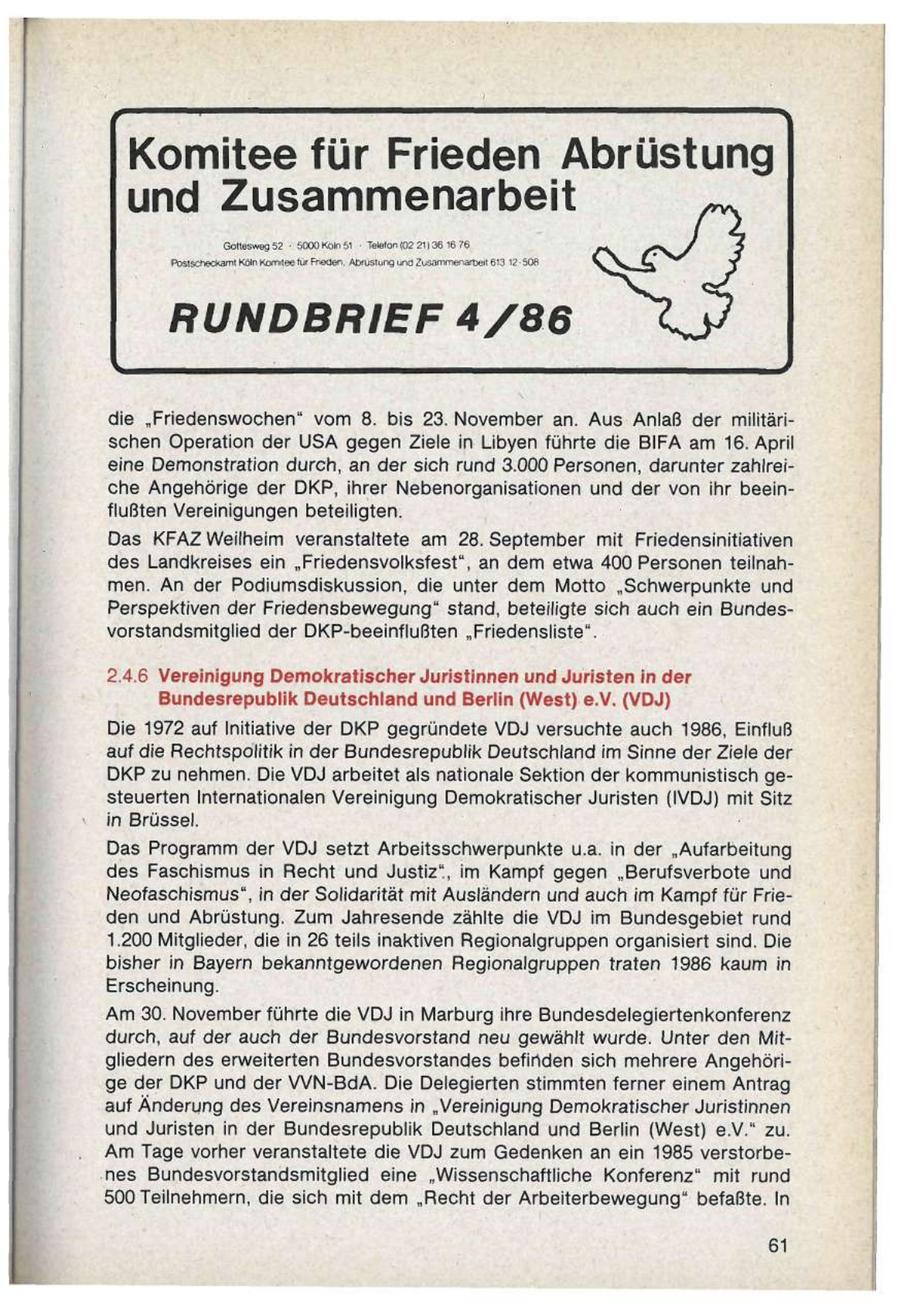 Komitee für Frieden Abrüstung
und Zusammenarbeit
Gottesweg 52 · 5000 Köln 51 · Telefon (02 21) 36 16 76
Postscheckamt Köln Komitee für Frieden, Abrüstung und Zusammenarbeit 613 12-508
RUNDBRIEF 4/86
die „Friedenswochen“ vom 8. bis 23. November an. Aus Anlaß der militäri-
schen Operation der USA gegen Ziele in Libyen führte die BIFA am 16. April
eine Demonstration durch, an der sich rund 3.000 Personen, darunter zahlrei-
che Angehörige der DKP, ihrer Nebenorganisationen und der von ihr beein-
flußten Vereinigungen beteiligten.
Das KFAZ Weilheim veranstaltete am 28. September mit Friedensinitiativen
des Landkreises ein „Friedensvolksfest“, an dem etwa 400 Personen teilnah-
men. An der Podiumsdiskussion, die unter dem Motto „Schwerpunkte und
Perspektiven der Friedensbewegung“ stand, beteiligte sich auch ein Bundes-
vorstandsmitglied der DKP-beeinflußten „Friedensliste“.
2.4.6 Vereinigung Demokratischer Juristinnen und Juristen in der
Bundesrepublik Deutschland und Berlin (West) e.V. (VDJ)
Die 1972 auf Initiative der DKP gegründete VDJ versuchte auch 1986, Einfluß
auf die Rechtspolitik in der Bundesrepublik Deutschland im Sinne der Ziele der
DKP zu nehmen. Die VDJ arbeitet als nationale Sektion der kommunistisch ge-
steuerten Internationalen Vereinigung Demokratischer Juristen (IVDJ) mit Sitz
in Brüssel.
Das Programm der VDJ setzt Arbeitsschwerpunkte u.a. in der „Aufarbeitung
des Faschismus in Recht und Justiz“, im Kampf gegen „Berufsverbote und
Neofaschismus“, in der Solidarität mit Ausländern und auch im Kampf für Frie-
den und Abrüstung. Zum Jahresende zählte die VDJ im Bundesgebiet rund
1.200 Mitglieder, die in 26 teils inaktiven Regionalgruppen organisiert sind. Die
bisher in Bayern bekanntgewordenen Regionalgruppen traten 1986 kaum in
Erscheinung.
Am 30. November führte die VDJ in Marburg ihre Bundesdelegiertenkonferenz
durch, auf der auch der Bundesvorstand neu gewählt wurde. Unter den Mit-
gliedern des erweiterten Bundesvorstandes befinden sich mehrere Angehöri-
ge der DKP und der VVN-BdA. Die Delegierten stimmten ferner einem Antrag
auf Änderung des Vereinsnamens in „Vereinigung Demokratischer Juristinnen
und Juristen in der Bundesrepublik Deutschland und Berlin (West) e.V.“ zu.
Am Tage vorher veranstaltete die VDJ zum Gedenken an ein 1985 verstorbe-
nes Bundesvorstandsmitglied eine „Wissenschaftliche Konferenz“ mit rund
500 Teilnehmern, die sich mit dem „Recht der Arbeiterbewegung“ befaßte. In
61